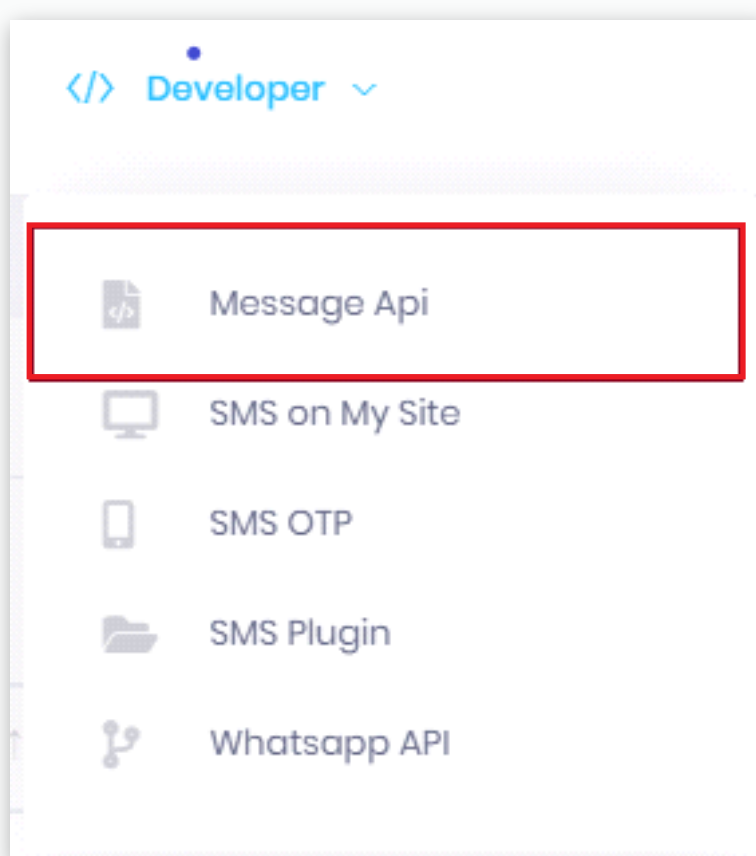 </> Developer
Message Api
SMS on My Site
SMS OTP
SMS Plugin
Whatsapp API